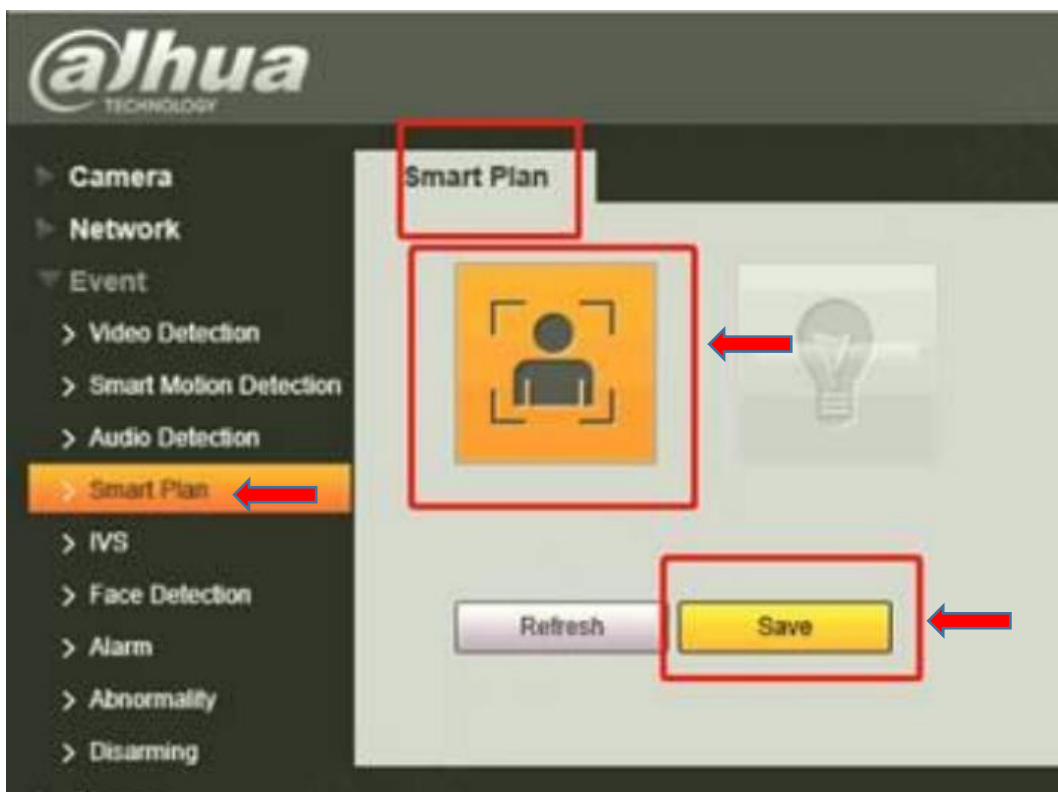 alhua
TECHNOLOGY
Camera
Network
Event
Video Detection
Smart Motion Detection
Audio Detection
Smart Plan
IVS
Face Detection
Alarm
Abnormality
Disarming
Smart Plan
Refresh
Save